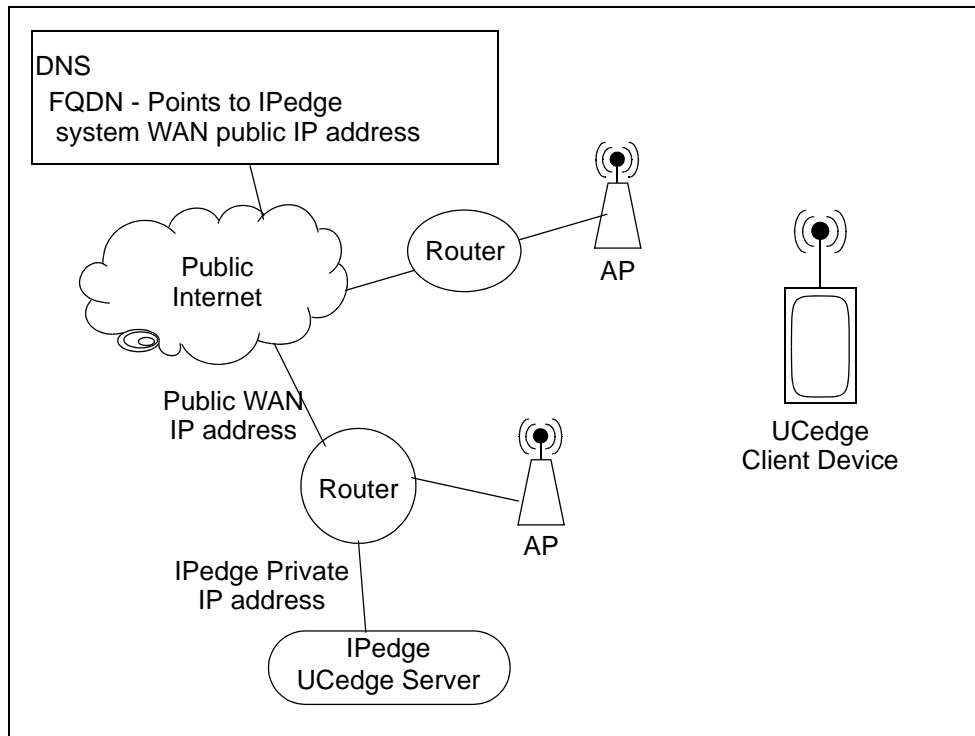 DNS
FQDN - Points to IPedge
system WAN public IP address
Public
Internet
Router
AP
Public WAN
IP address
Router
AP
UCedge
Client Device
IPedge Private
IP address
IPedge
UCedge Server